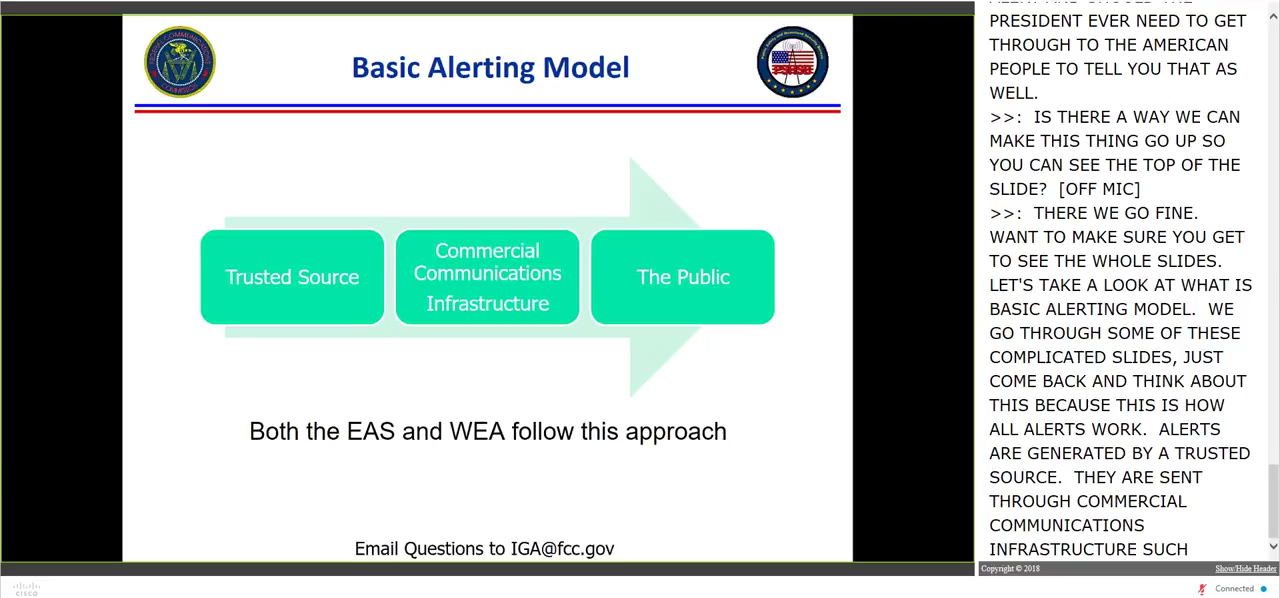 Basic Alerting Model
Trusted Source
Commercial
Communications
Infrastructure
The Public
Both the EAS and WEA follow this approach
Email Questions to IGA@fcc.gov
PRESIDENT EVER NEED TO GET
THROUGH TO THE AMERICAN
PEOPLE TO TELL YOU THAT AS
WELL.
>>:  IS THERE A WAY WE CAN
MAKE THIS THING GO UP SO
YOU CAN SEE THE TOP OF THE
SLIDE?  [OFF MIC]
>>:  THERE WE GO FINE.
WANT TO MAKE SURE YOU GET
TO SEE THE WHOLE SLIDES.
LET'S TAKE A LOOK AT WHAT IS
BASIC ALERTING MODEL.  WE
GO THROUGH SOME OF THESE
COMPLICATED SLIDES, JUST
COME BACK AND THINK ABOUT
THIS BECAUSE THIS IS HOW
ALL ALERTS WORK.  ALERTS
ARE GENERATED BY A TRUSTED
SOURCE.  THEY ARE SENT
THROUGH COMMERCIAL
COMMUNICATIONS
INFRASTRUCTURE SUCH
Copyright © 2018
Show/Hide Header
CISCO
Connected